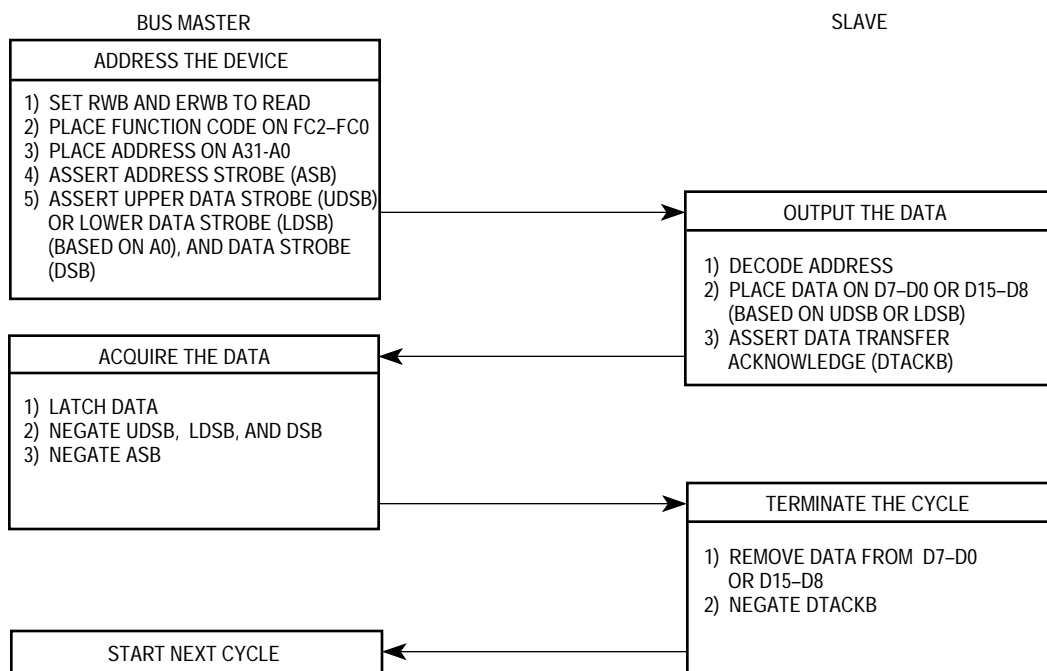 BUS MASTER
SLAVE
ADDRESS THE DEVICE
1) SET RWB AND ERWB TO READ
2) PLACE FUNCTION CODE ON FC2–FC0
3) PLACE ADDRESS ON A31-A0
4) ASSERT ADDRESS STROBE (ASB)
5) ASSERT UPPER DATA STROBE (UDSB)
OR LOWER DATA STROBE (LDSB)
(BASED ON A0), AND DATA STROBE
(DSB)
OUTPUT THE DATA
1) DECODE ADDRESS
2) PLACE DATA ON D7–D0 OR D15–D8
(BASED ON UDSB OR LDSB)
3) ASSERT DATA TRANSFER
ACKNOWLEDGE (DTACKB)
ACQUIRE THE DATA
1) LATCH DATA
2) NEGATE UDSB, LDSB, AND DSB
3) NEGATE ASB
TERMINATE THE CYCLE
1) REMOVE DATA FROM D7–D0
OR D15–D8
2) NEGATE DTACKB
START NEXT CYCLE